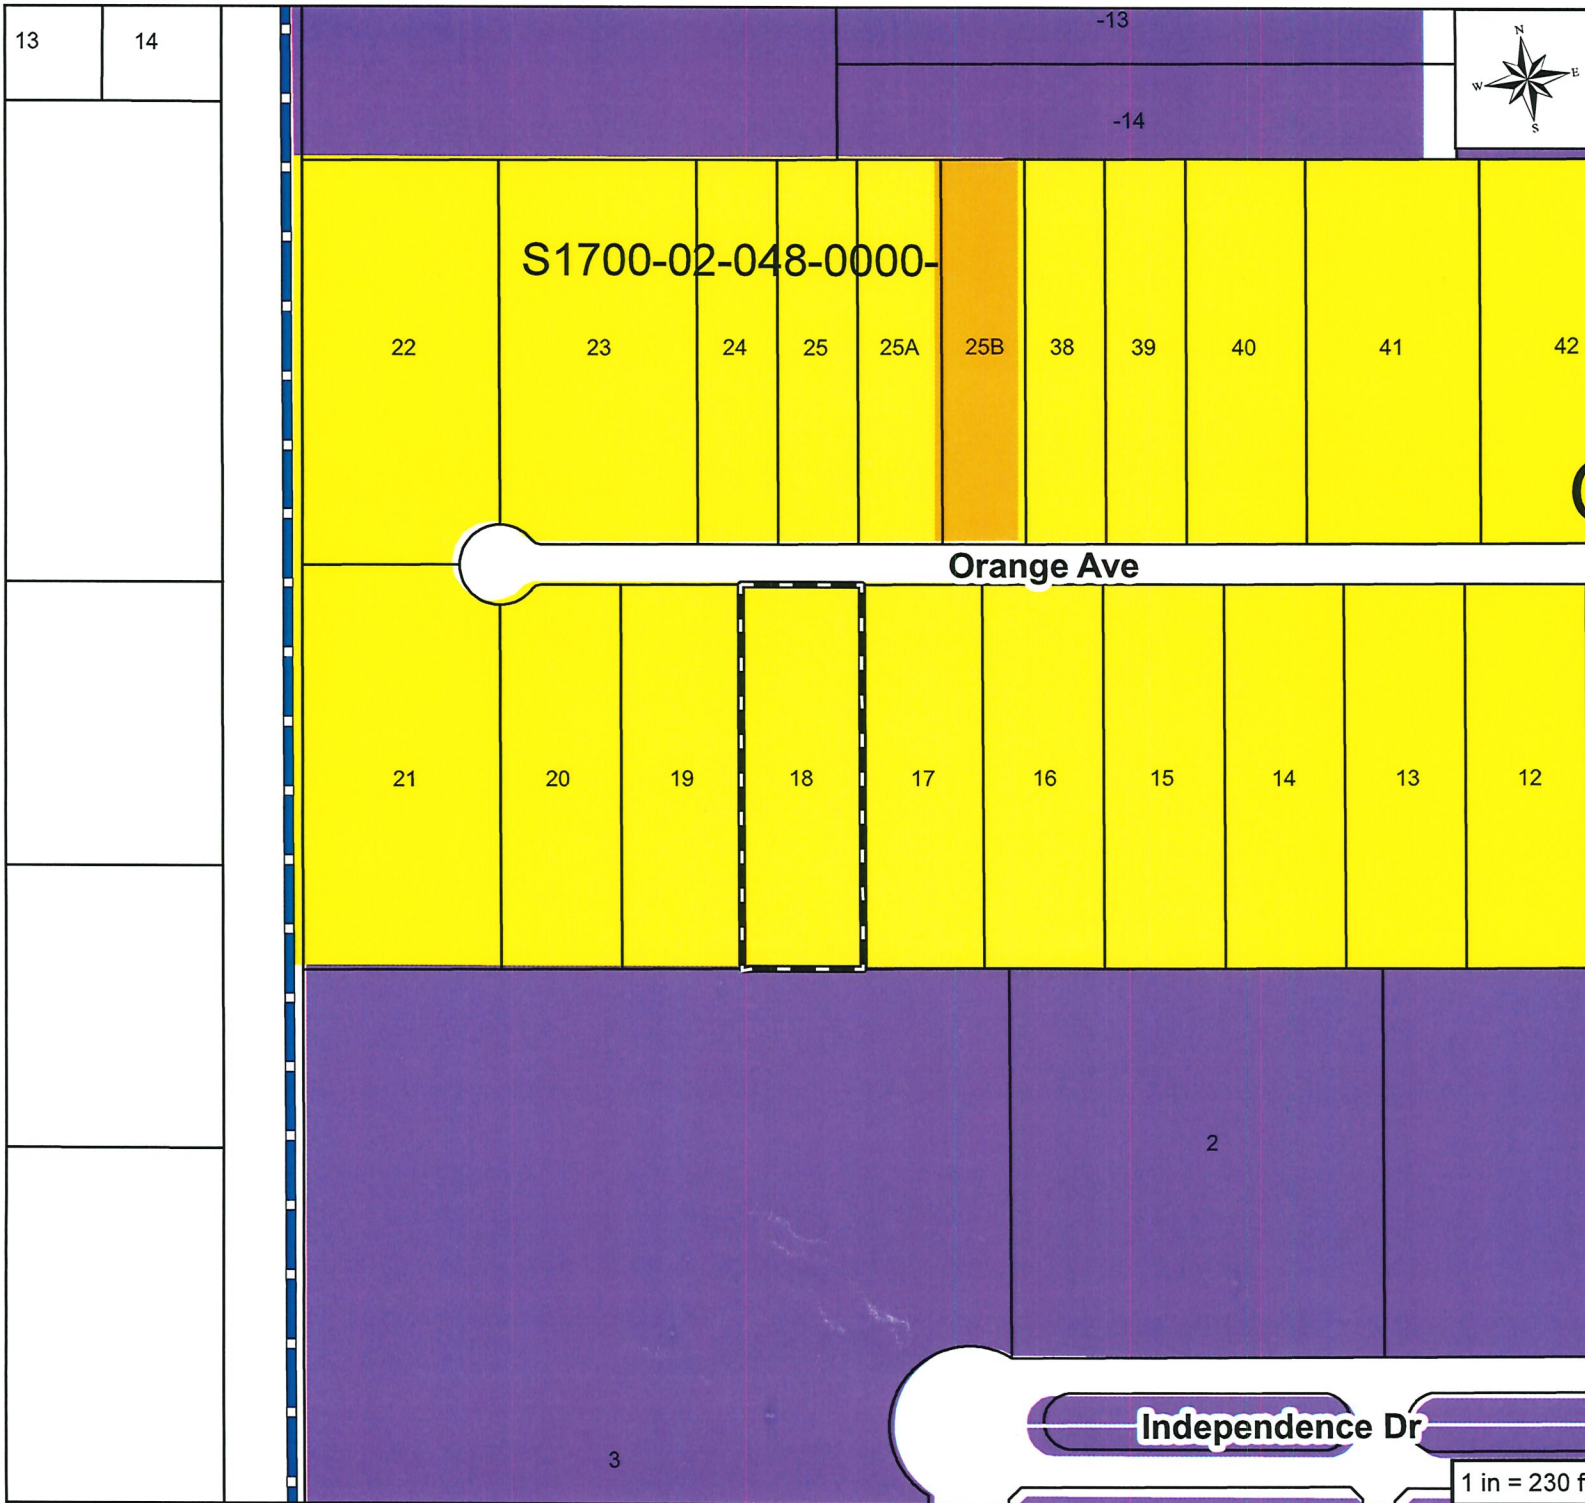 13 14 -13
N
W E
S
-14
S1700-02-048-0000-
22 23 24 25 25A 25B 38 39 40 41 42
Orange Ave
21 20 19 18 17 16 15 14 13 12
2
Independence Dr
3
1 in = 230 f